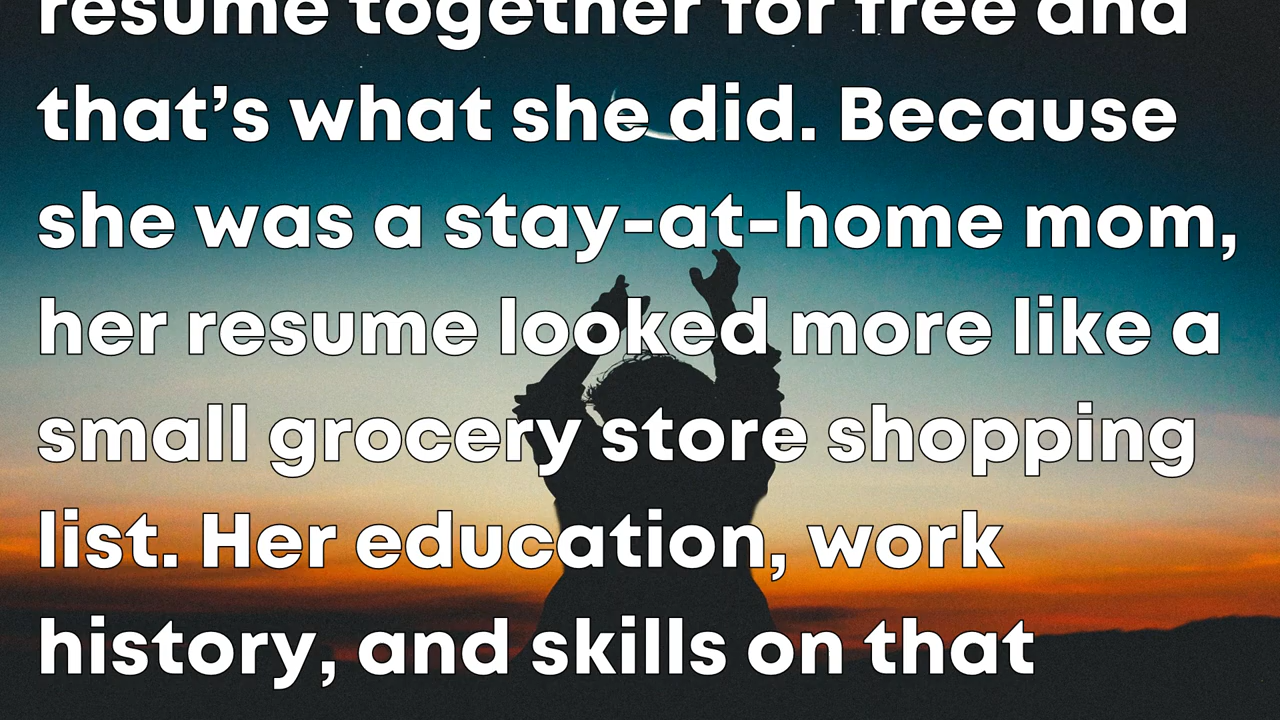 resume together for free and
that’s what she did. Because
she was a stay-at-home mom,
her resume looked more like a
small grocery store shopping
list. Her education, work
history, and skills on that